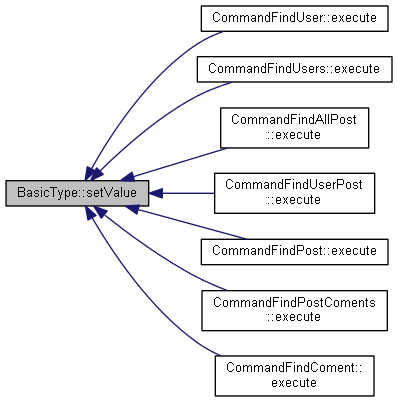 CommandFindUser::execute
CommandFindUsers::execute
CommandFindAllPost
::execute
BasicType::setValue
CommandFindUserPost
::execute
CommandFindPost::execute
CommandFindPostComents
::execute
CommandFindComent::
execute